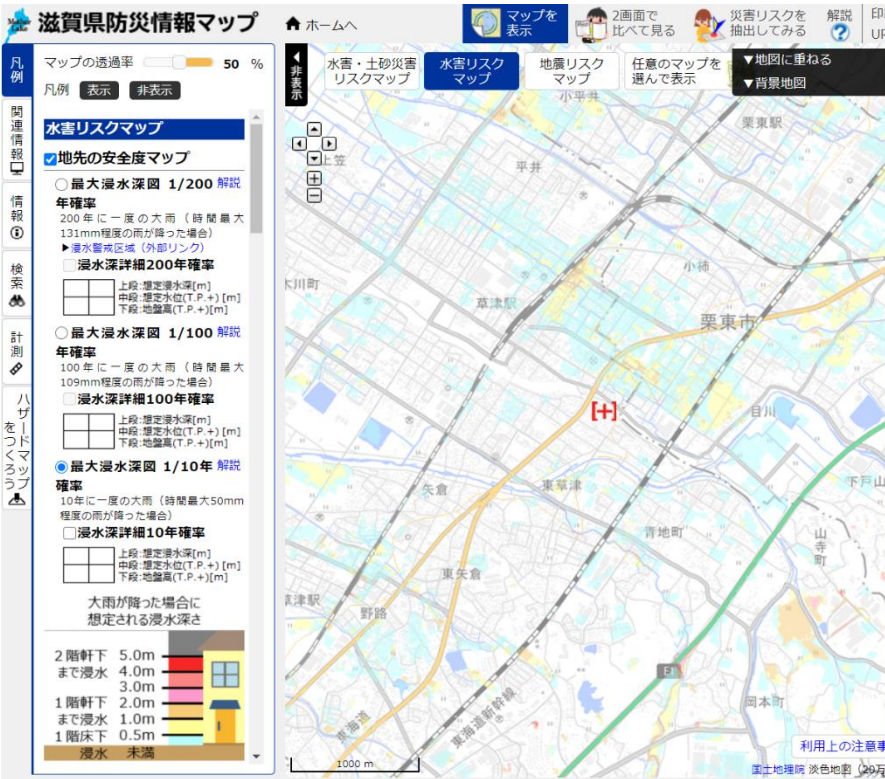 滋賀県防災情報マップ
ホームへ
マップを
表示
2画面で
比べて見る
災害リスクを
抽出してみる
解説
?
凡例
関連情報
情報
検索
計測
ハザードマップ
をつくろう
マップの透過率
50 %
凡例 表示 非表示
水害リスクマップ
地先の安全度マップ
最大浸水深図 1/200 解説
年確率
200年に一度の大雨(時間最大
131mm程度の雨が降った場合)
▶浸水警戒区域(外部リンク)
浸水深詳細200年確率
上段:想定浸水深[m]
中段:想定水位(T.P.+)[m]
下段:地盤高(T.P.+)[m]
最大浸水深図 1/100 解説
年確率
100年に一度の大雨(時間最大
109mm程度の雨が降った場合)
浸水深詳細100年確率
上段:想定浸水深[m]
中段:想定水位(T.P.+)[m]
下段:地盤高(T.P.+)[m]
最大浸水深図 1/10年 解説
確率
10年に一度の大雨(時間最大50mm
程度の雨が降った場合)
浸水深詳細10年確率
上段:想定浸水深[m]
中段:想定水位(T.P.+)[m]
下段:地盤高(T.P.+)[m]
大雨が降った場合に
想定される浸水深さ
2階軒下 5.0m
まで浸水 4.0m
3.0m
1階軒下 2.0m
まで浸水 1.0m
1階床下 0.5m
浸水 未満
◀非表示
水害・土砂災害
リスクマップ
水害リスク
マップ
地震リスク
マップ
任意のマップを
選んで表示
▼地図に重ねる
▼背景地図
小平井
栗東駅
上笠
平井
小柿
木川町
草津駅
栗東市
目川
矢倉
東草津
下戸山
青地町
山寺町
東矢倉
草津駅
野路
E1
岡本町
東海道
東海道新幹線
1000 m
利用上の注意事
国土地理院 淡色地図(20万